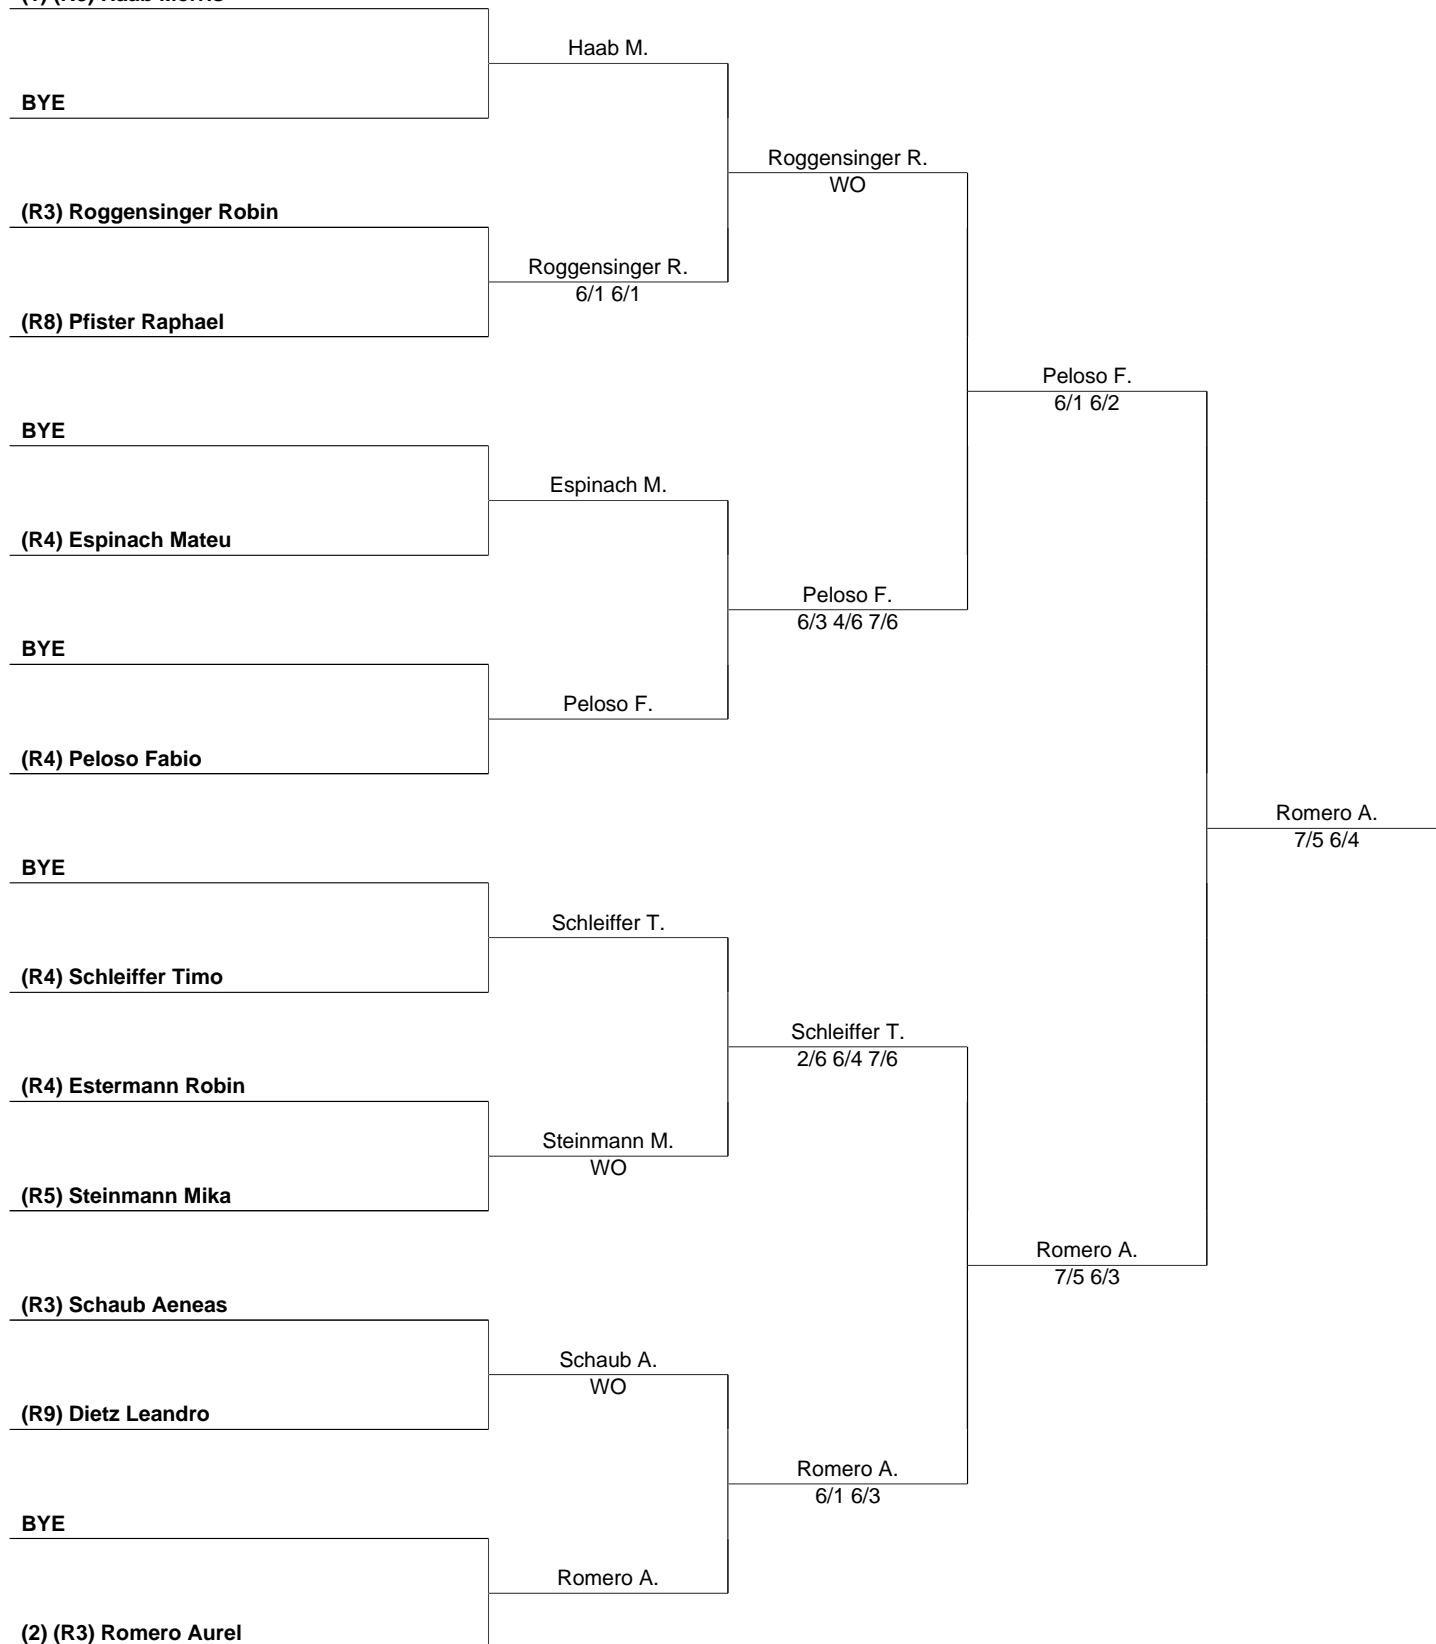 Haab M.
BYE
Roggensinger R.
WO
(R3) Roggensinger Robin
Roggensinger R.
6/1 6/1
(R8) Pfister Raphael
Peloso F.
6/1 6/2
BYE
Espinach M.
(R4) Espinach Mateu
Peloso F.
6/3 4/6 7/6
BYE
Peloso F.
(R4) Peloso Fabio
Romero A.
7/5 6/4
BYE
Schleiffer T.
(R4) Schleiffer Timo
Schleiffer T.
2/6 6/4 7/6
(R4) Estermann Robin
Steinmann M.
WO
(R5) Steinmann Mika
Romero A.
7/5 6/3
(R3) Schaub Aeneas
Schaub A.
WO
(R9) Dietz Leandro
Romero A.
6/1 6/3
BYE
Romero A.
(2) (R3) Romero Aurel